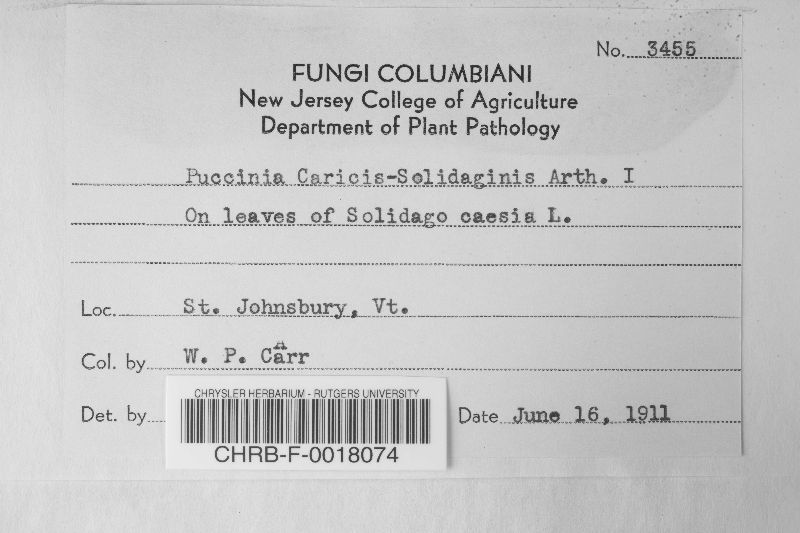 No. 3455
FUNGI COLUMBIANI
New Jersey College of Agriculture
Department of Plant Pathology
Puccinia Caricis-Solidaginis Arth. I
On leaves of Solidago caesia L.
Loc. St. Johnsbury, Vt.
Col. by W. P. Carr
Det. by
Date June 16, 1911
CHRYSLER HERBARIUM - RUTGERS UNIVERSITY
CHRB-F-0018074